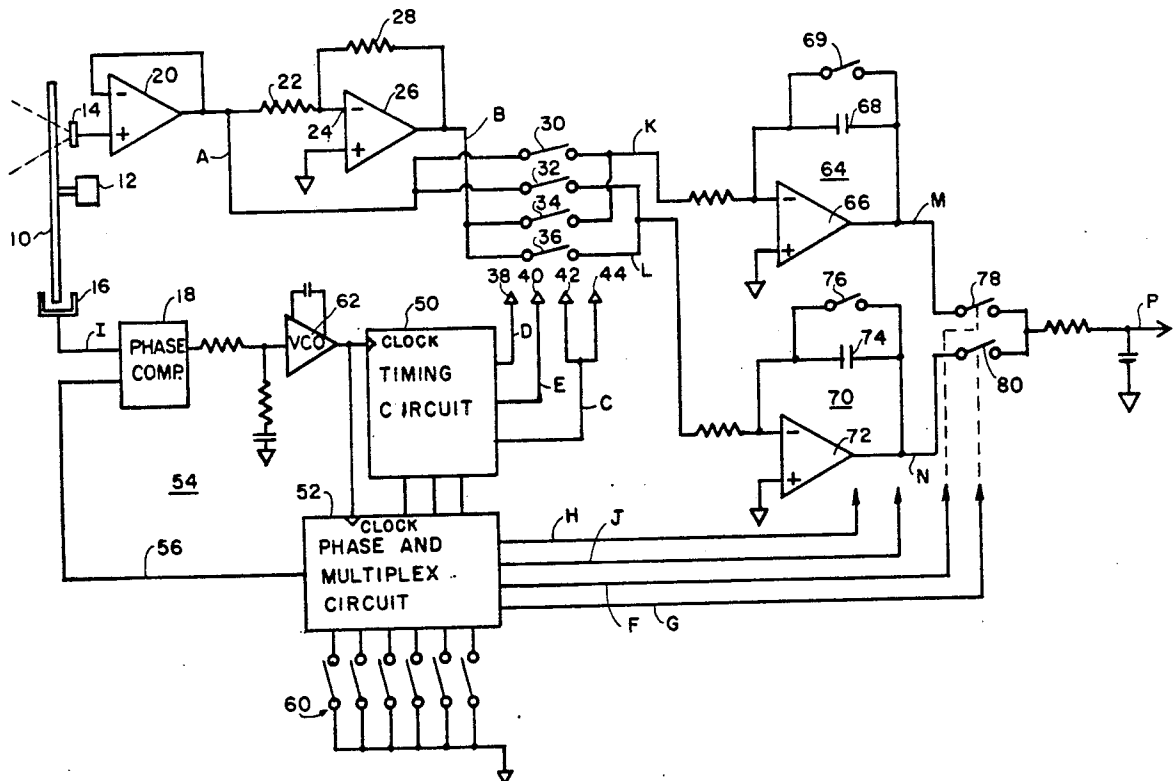 28
69
20
22
26
B
14
30
K
68
24
A
32
64
12
34
66
M
10
36
L
38 40 42 44
16
18
62
50
76
78
P
I
D
PHASE
COMP.
VCO
CLOCK
TIMING
CIRCUIT
E
C
74
70
80
72
N
54
52
CLOCK
PHASE AND
MULTIPLEX
CIRCUIT
H
J
56
F
G
60